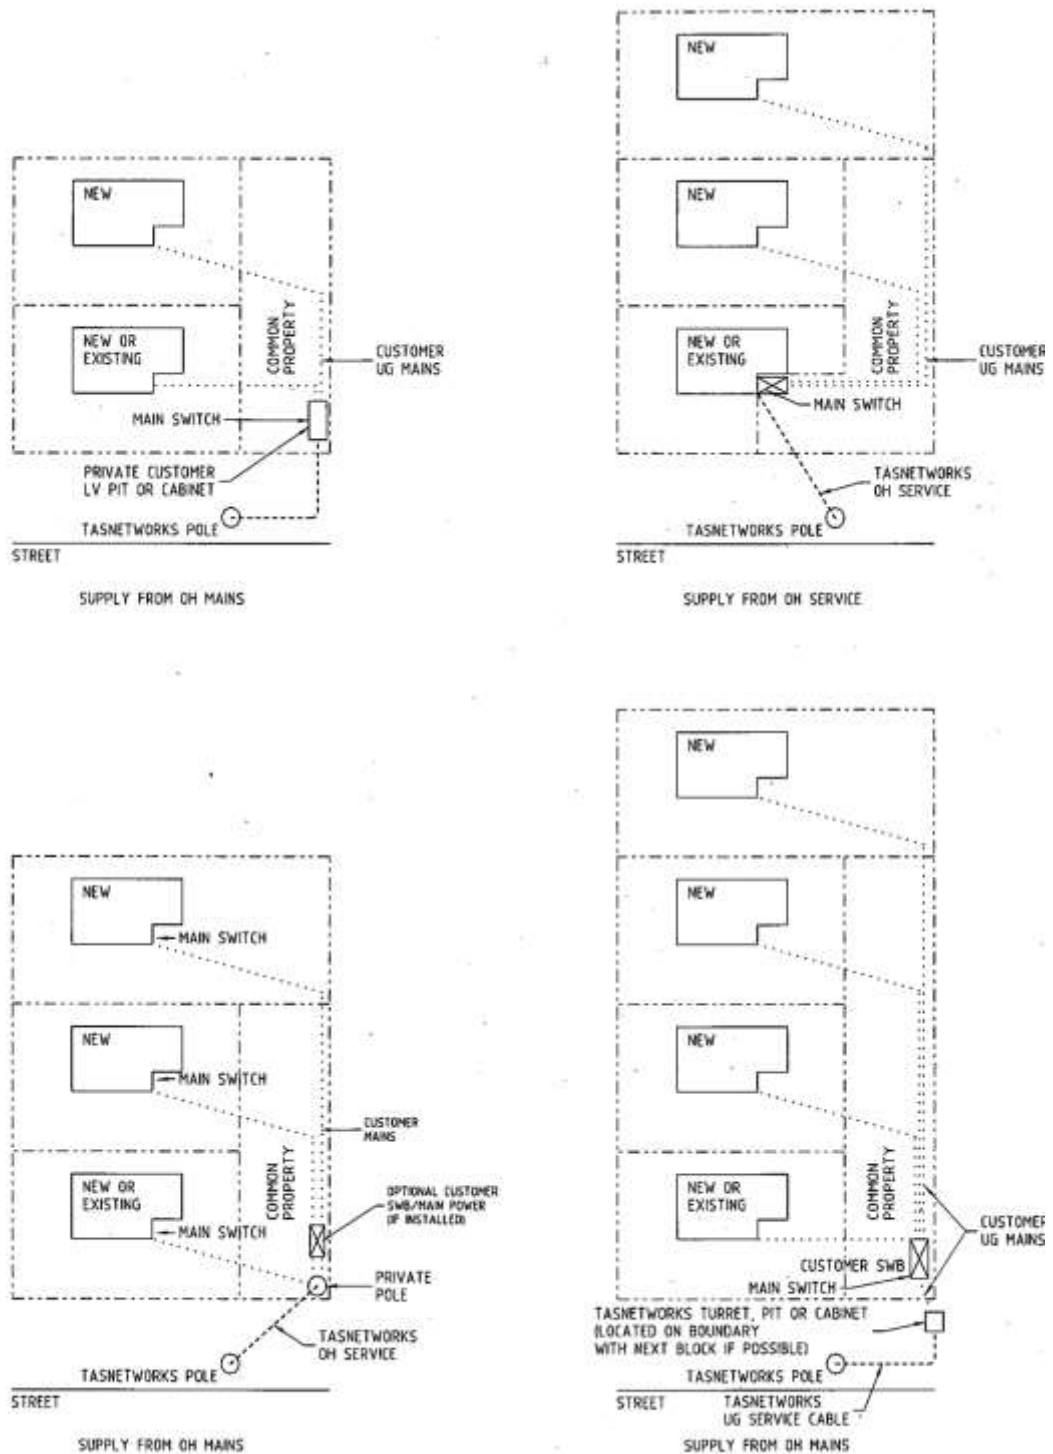 NEW
NEW OR
EXISTING
COMMON
PROPERTY
CUSTOMER
UG MAINS
MAIN SWITCH
PRIVATE CUSTOMER
LV PIT OR CABINET
TASNETWORKS POLE
STREET
SUPPLY FROM OH MAINS
NEW
NEW
NEW OR
EXISTING
COMMON
PROPERTY
CUSTOMER
UG MAINS
MAIN SWITCH
TASNETWORKS
OH SERVICE
TASNETWORKS POLE
STREET
SUPPLY FROM OH SERVICE
NEW
MAIN SWITCH
NEW
MAIN SWITCH
CUSTOMER
MAINS
NEW OR
EXISTING
MAIN SWITCH
COMMON
PROPERTY
OPTIONAL CUSTOMER
SWB/MAIN POWER
(IF INSTALLED)
PRIVATE
POLE
TASNETWORKS
OH SERVICE
TASNETWORKS POLE
STREET
SUPPLY FROM OH MAINS
NEW
NEW
NEW
NEW OR
EXISTING
COMMON
PROPERTY
CUSTOMER
UG MAINS
CUSTOMER SWB
MAIN SWITCH
TASNETWORKS TURRET, PIT OR CABINET
(LOCATED ON BOUNDARY
WITH NEXT BLOCK IF POSSIBLE)
TASNETWORKS POLE
STREET
TASNETWORKS
UG SERVICE CABLE
SUPPLY FROM OH MAINS